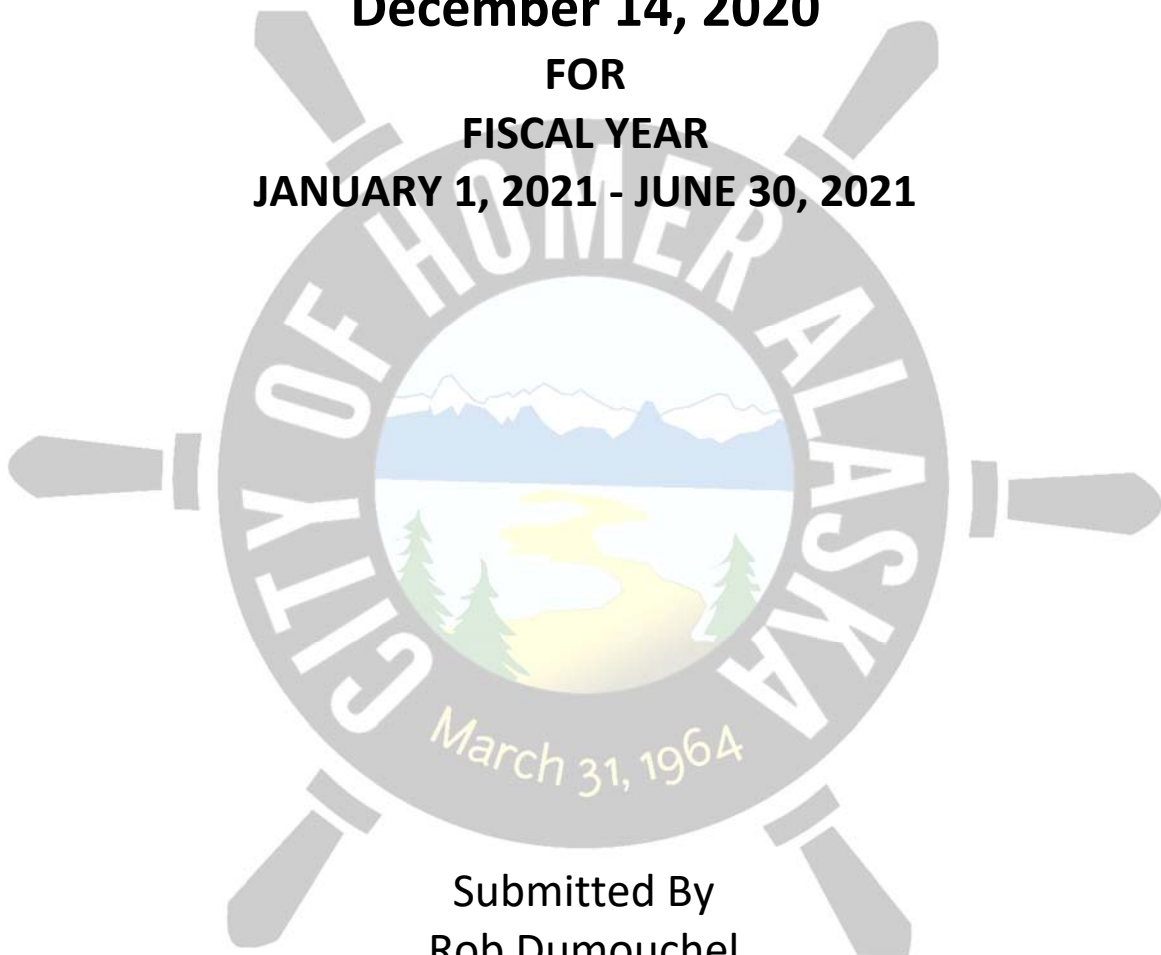 December 14, 2020
FOR
FISCAL YEAR
JANUARY 1, 2021 - JUNE 30, 2021
CITY OF HOMER ALASKA
March 31, 1964
Submitted By
Rob Dumouchel